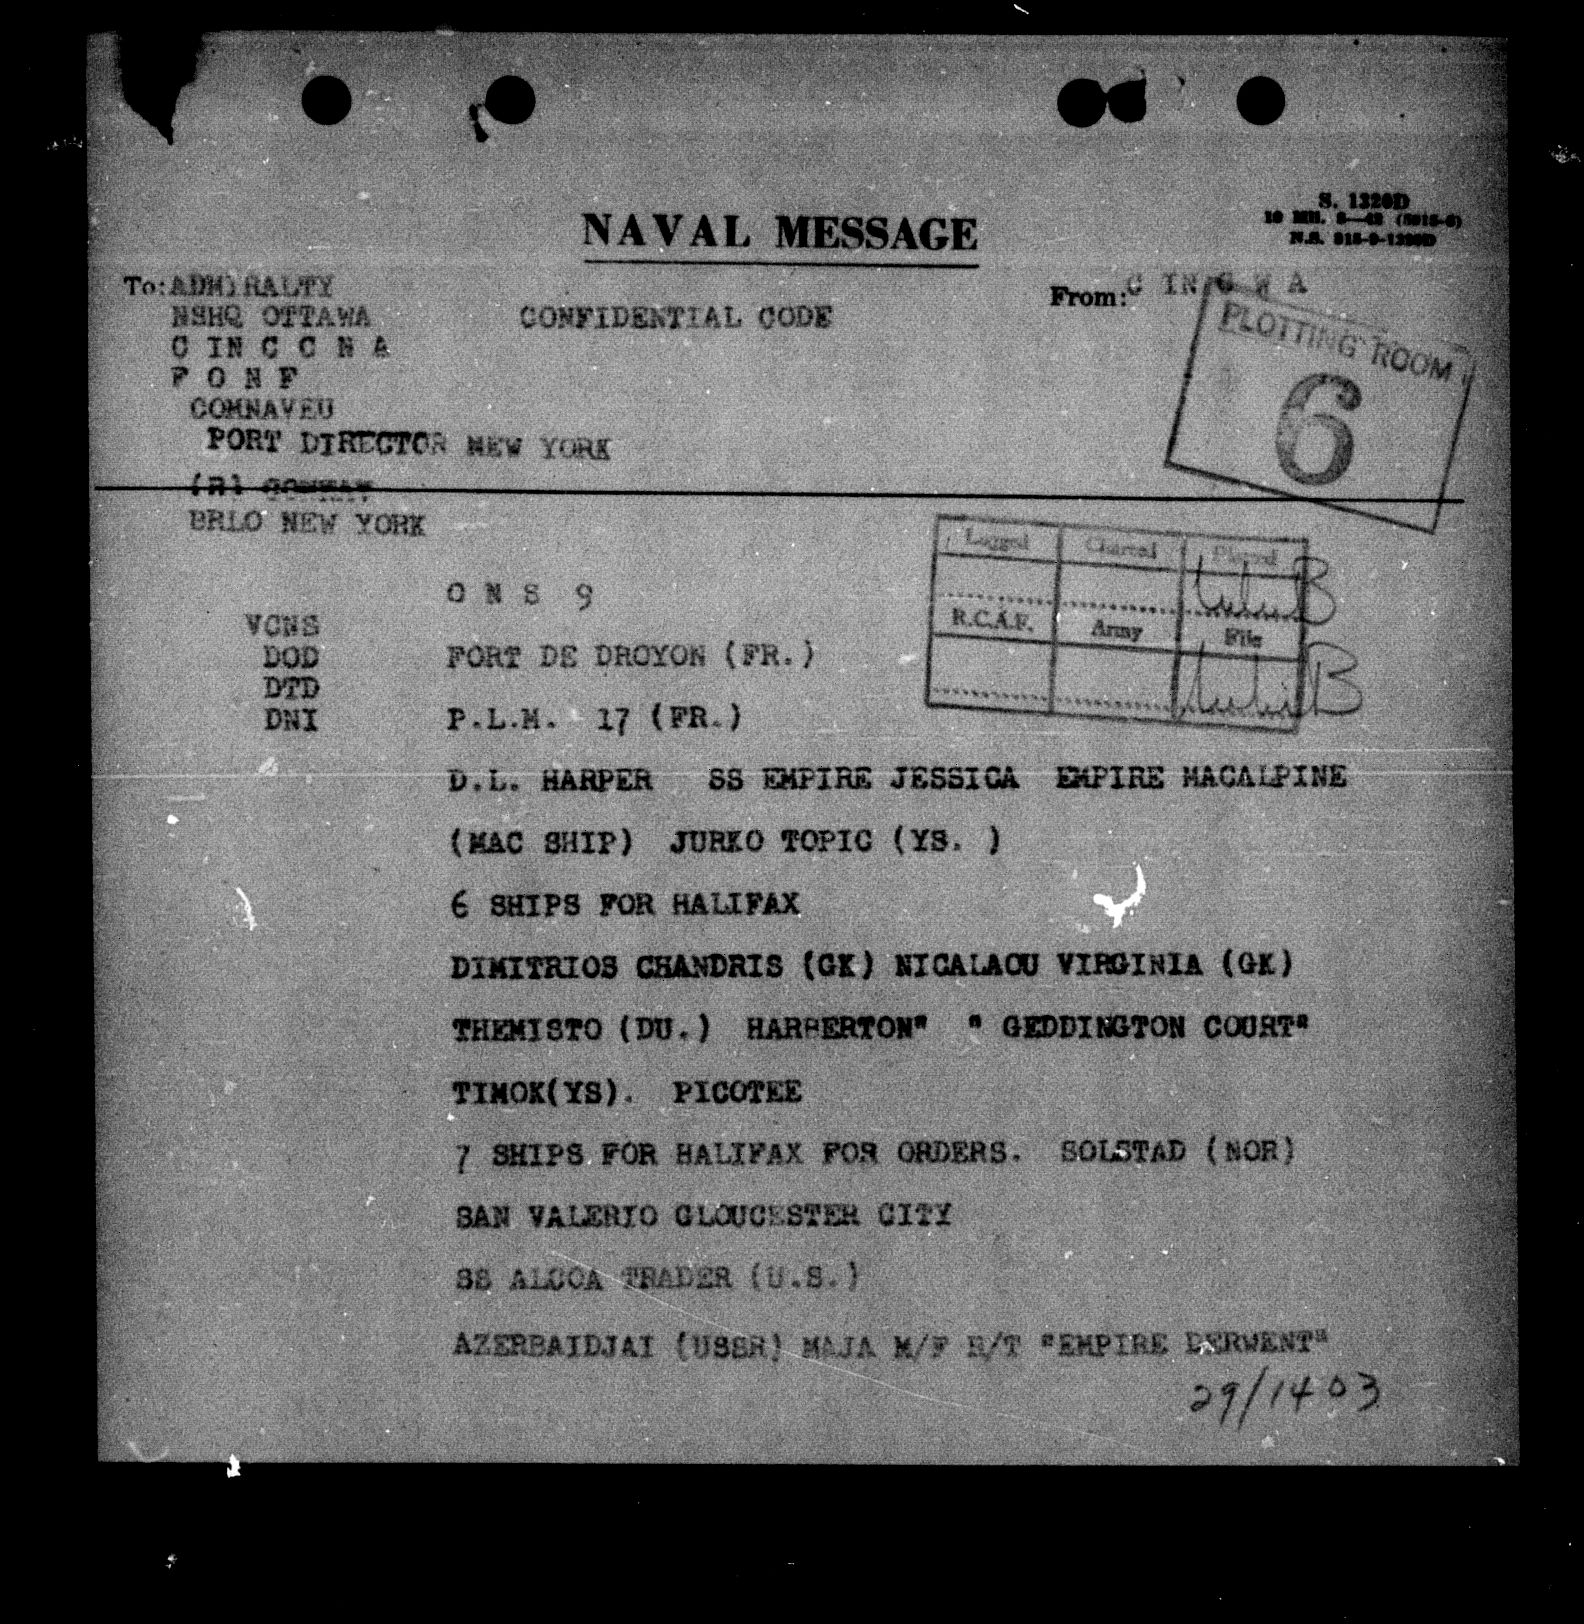 S. 1320D
NAVAL MESSAGE
To: ADMIRALTY
From: C IN C W A
NSHQ OTTAWA CONFIDENTIAL CODE
PLOTTING ROOM
6
C IN C C N A
F O N F
COMNAVEU
PORT DIRECTOR NEW YORK
(R)
BRLO NEW YORK
Logged Charted Plotted
R.C.A.F. Army File
O N S 9
VCNS
DOD FORT DE DROYON (FR.)
DTD
DNI P.L.M. 17 (FR.)
D.L. HARPER SS EMPIRE JESSICA EMPIRE MACALPINE
(MAC SHIP) JURKO TOPIC (YS. )
6 SHIPS FOR HALIFAX
DIMITRIOS CHANDRIS (GK) NICALAOU VIRGINIA (GK)
THEMISTO (DU.) HARBERTON" " GEDDINGTON COURT"
TIMOK(YS). PICOTEE
7 SHIPS FOR HALIFAX FOR ORDERS. SOLSTAD (NOR)
SAN VALERIO GLOUCESTER CITY
SS ALCOA TRADER (U.S.)
AZERBAIDJAI (USSR) MAJA M/F R/T "EMPIRE DERWENT"
29/1403